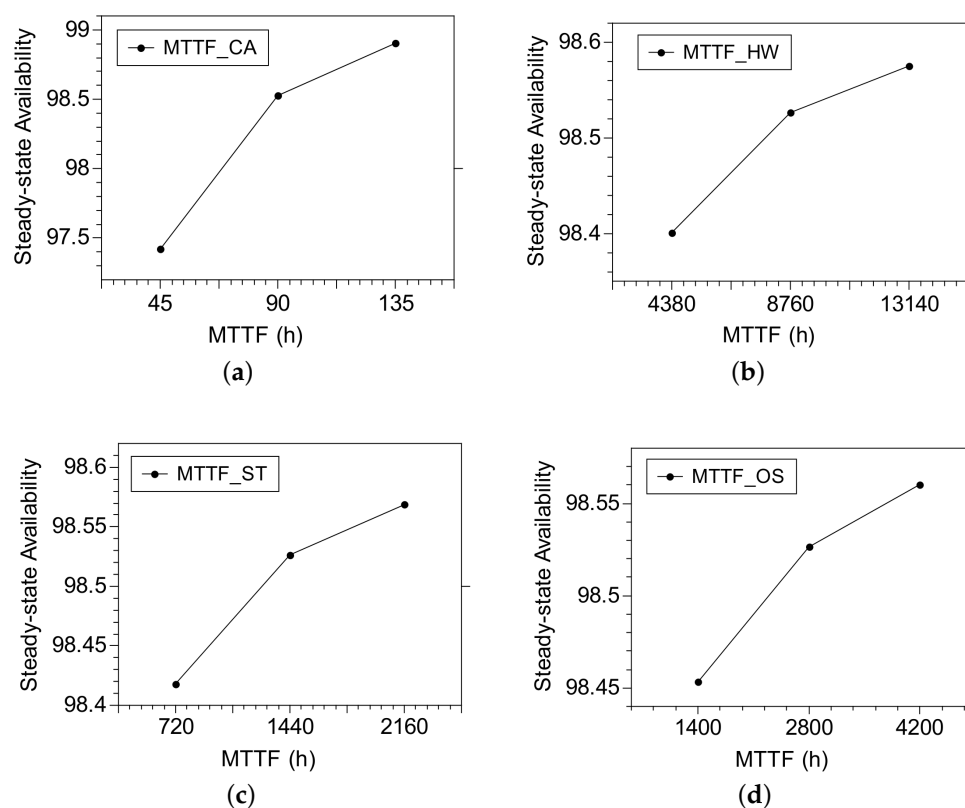 99
98.5
98
97.5
Steady-state Availability
MTTF_CA
45 90 135
MTTF (h)
(a)
98.6
98.5
98.4
Steady-state Availability
MTTF_HW
4380 8760 13140
MTTF (h)
(b)
98.6
98.55
98.5
98.45
98.4
Steady-state Availability
MTTF_ST
720 1440 2160
MTTF (h)
(c)
98.55
98.5
98.45
Steady-state Availability
MTTF_OS
1400 2800 4200
MTTF (h)
(d)